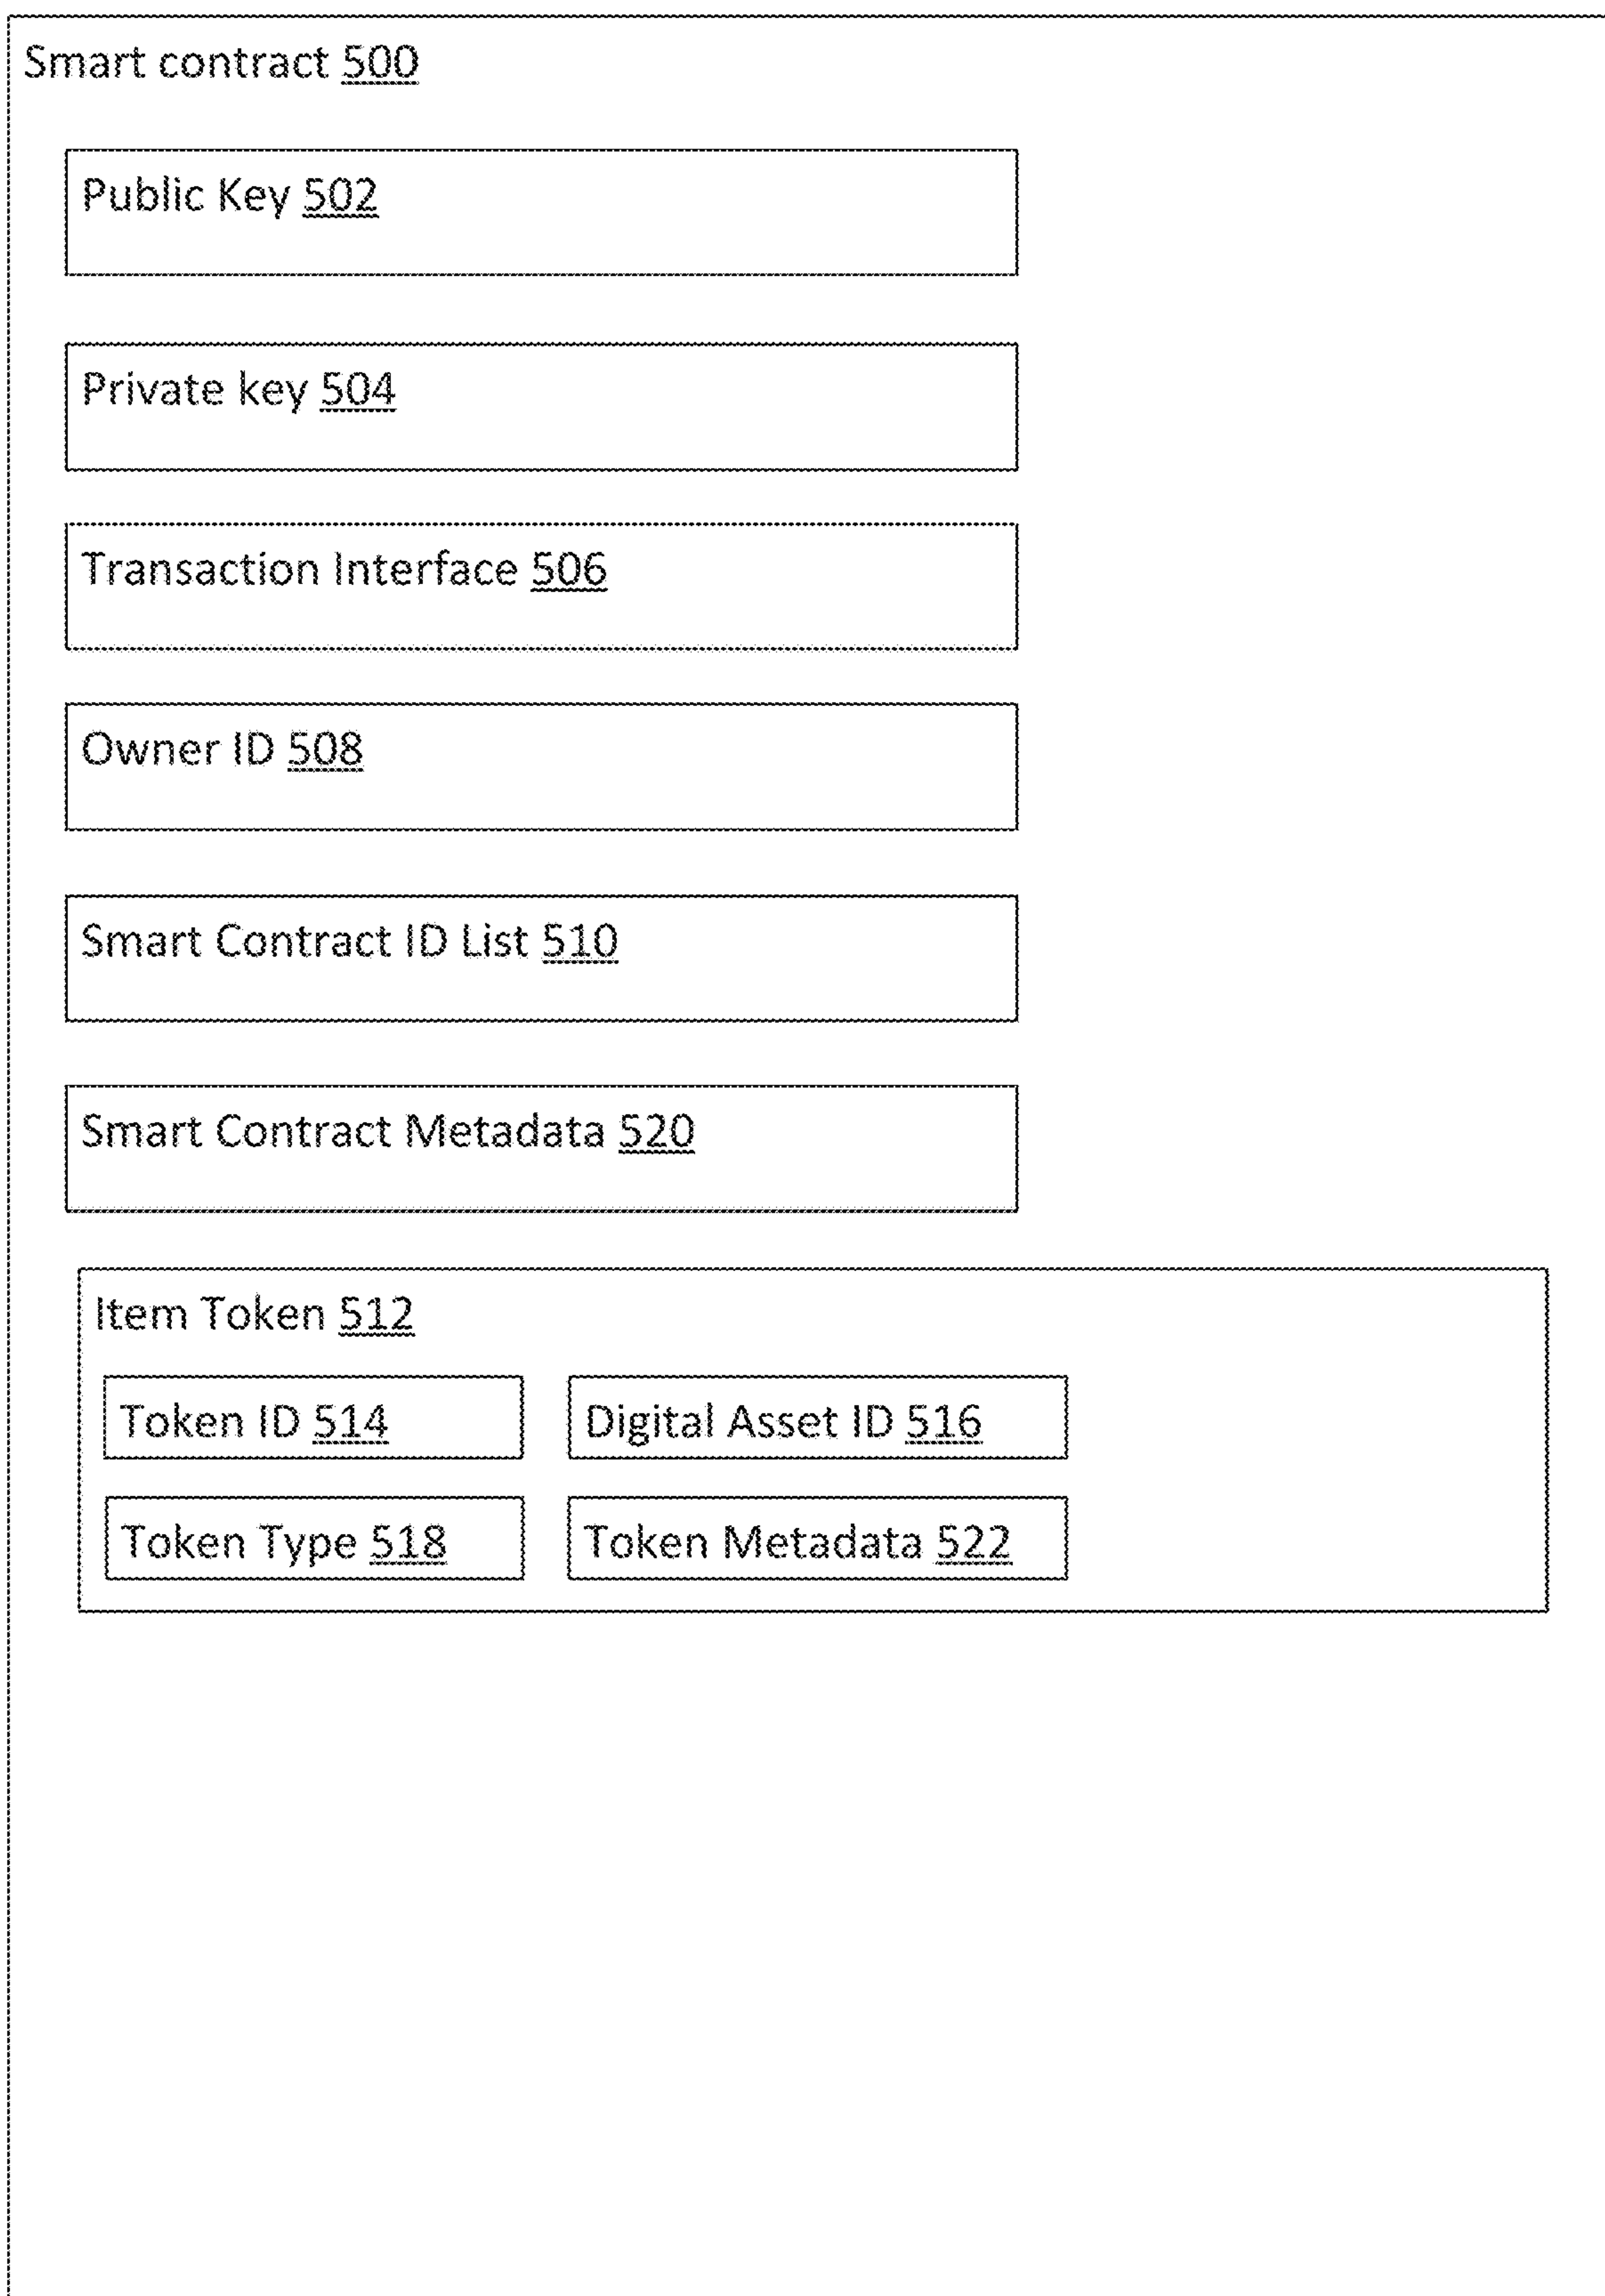 Smart contract 500
Public Key 502
Private key 504
Transaction Interface 506
Owner ID 508
Smart Contract ID List 510
Smart Contract Metadata 520
Item Token 512
Token ID 514 Digital Asset ID 516
Token Type 518 Token Metadata 522